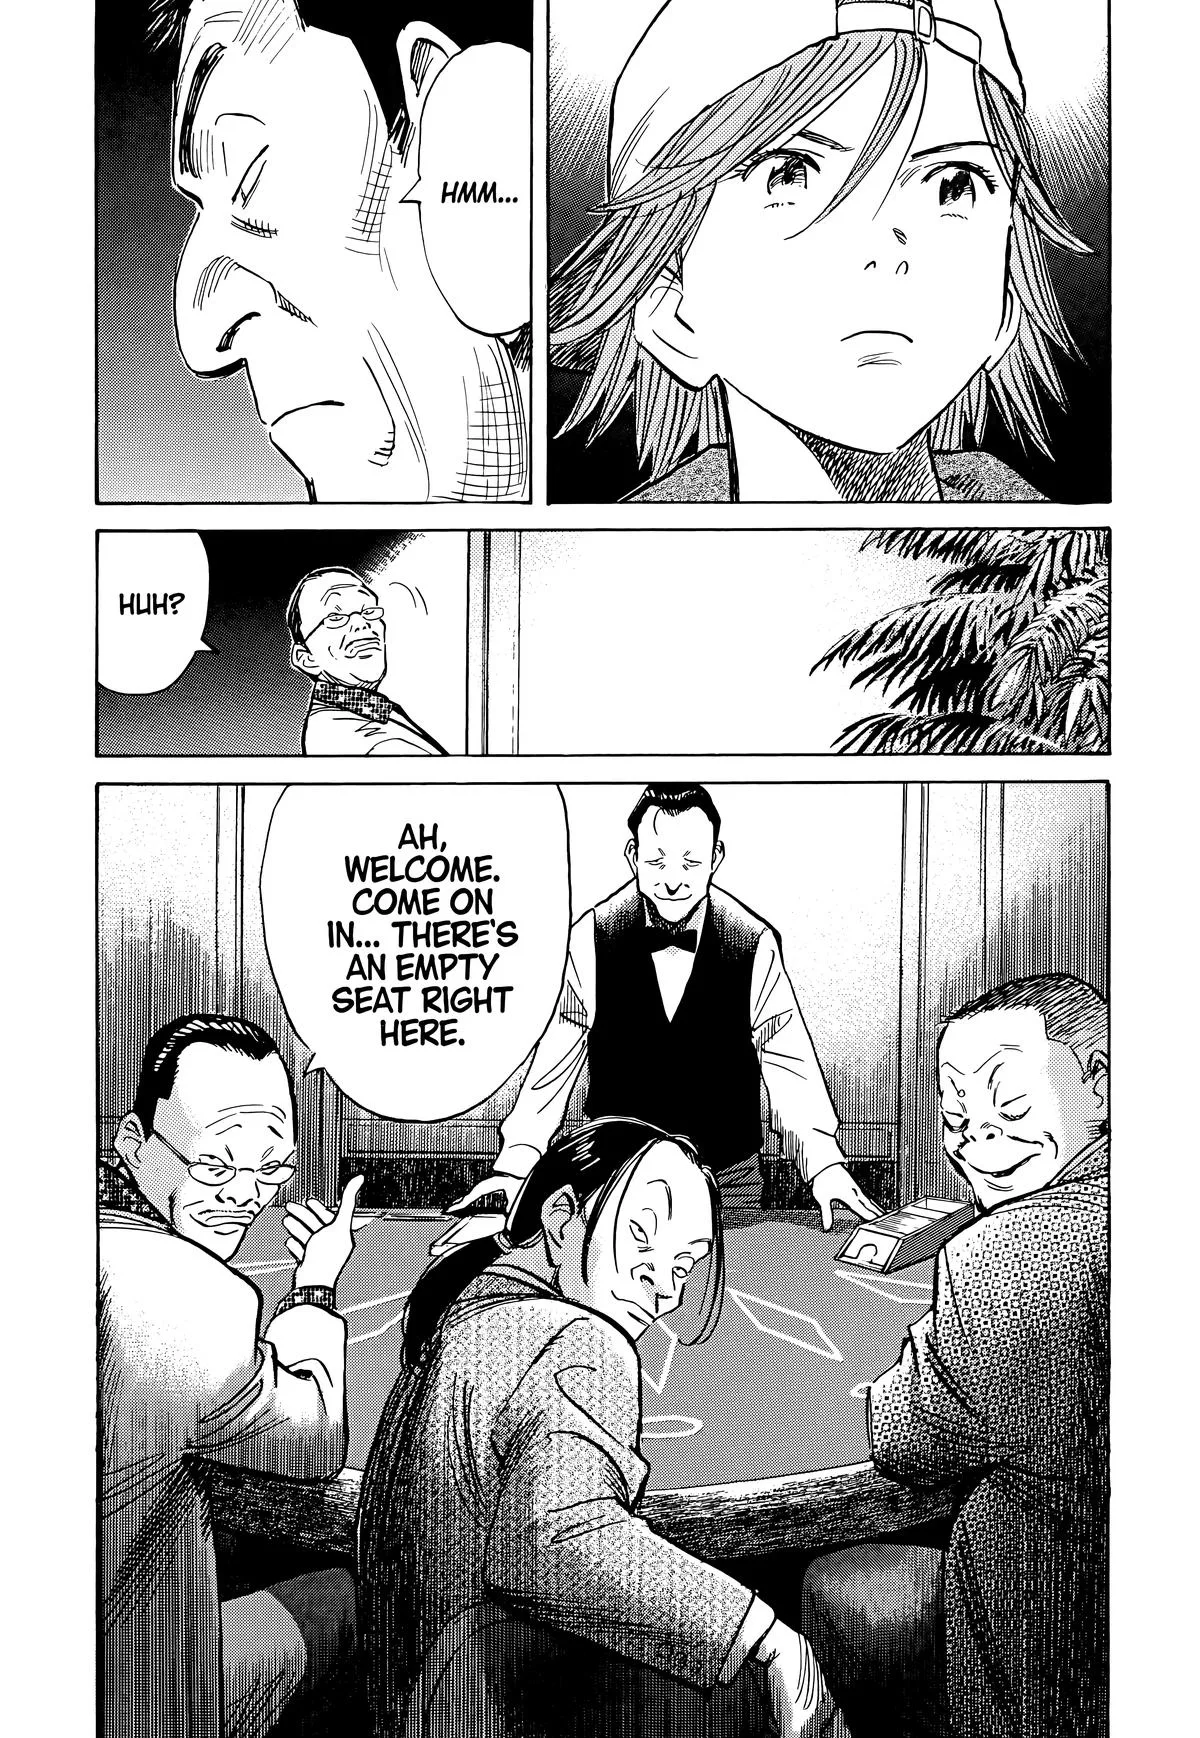 HMM...
HUH?
AH,
WELCOME.
COME ON
IN... THERE'S
AN EMPTY
SEAT RIGHT
HERE.